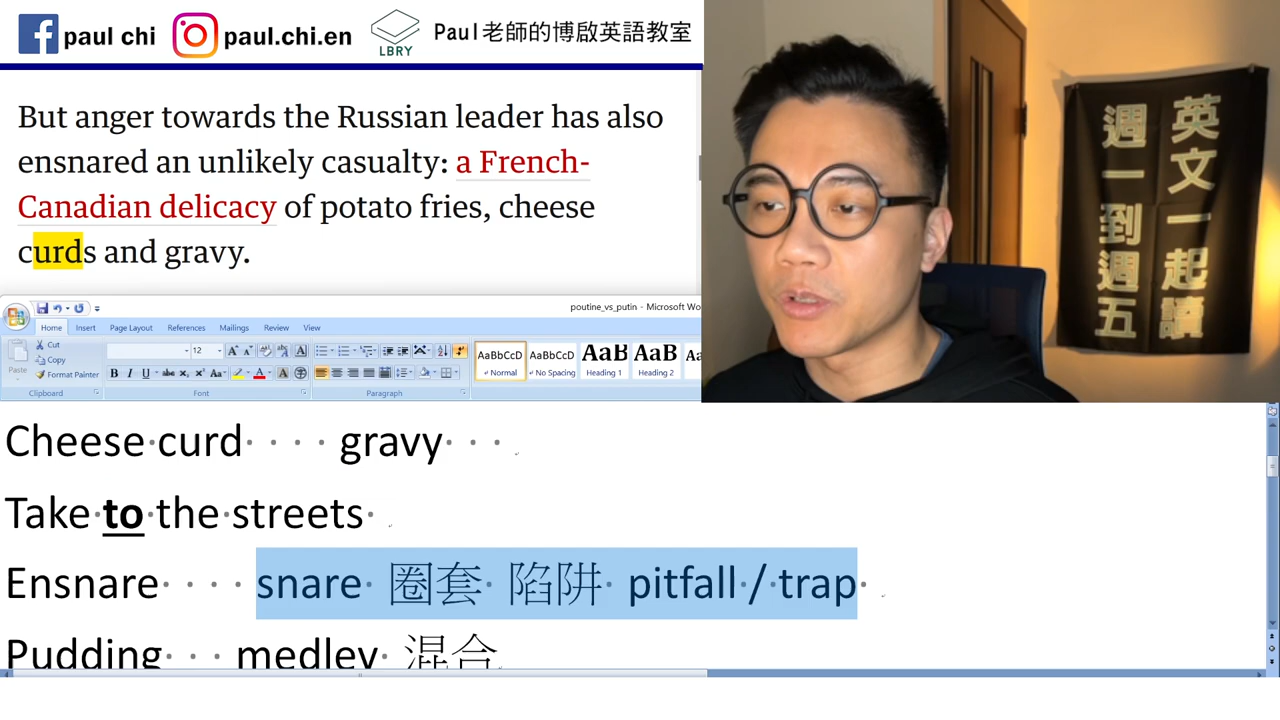 paul chi
paul.chi.en
LBRY
Paul老師的博啟英語教室
But anger towards the Russian leader has also
ensnared an unlikely casualty: a French-
Canadian delicacy of potato fries, cheese
curds and gravy.
英文一起讀
週一到週五
poutine_vs_putin - Microsoft Wo
Home Insert Page Layout References Mailings Review View
Cut
Copy
Format Painter
Paste
12
AaBbCcD AaBbCcD AaBb AaB
Normal No Spacing Heading 1 Heading 2
Clipboard Font Paragraph
Cheese curd gravy
Take to the streets
Ensnare snare 圈套 陷阱 pitfall / trap
Pudding medley 混合